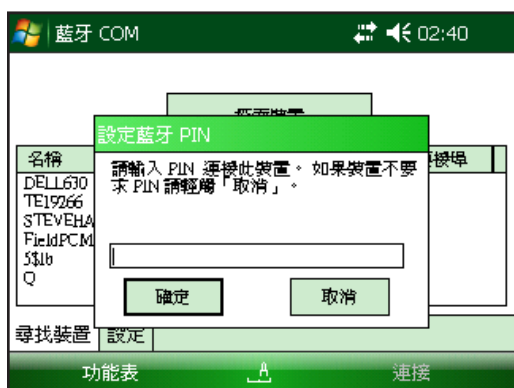 藍牙 COM 02:40
設定藍牙 PIN
名稱
請輸入 PIN 連接此裝置。如果裝置不要
求 PIN 請輕觸「取消」。
DELL630
TE19266
STEVEHA
FieldPCM
5$1b
Q
確定 取消
尋找裝置 設定
功能表 連接